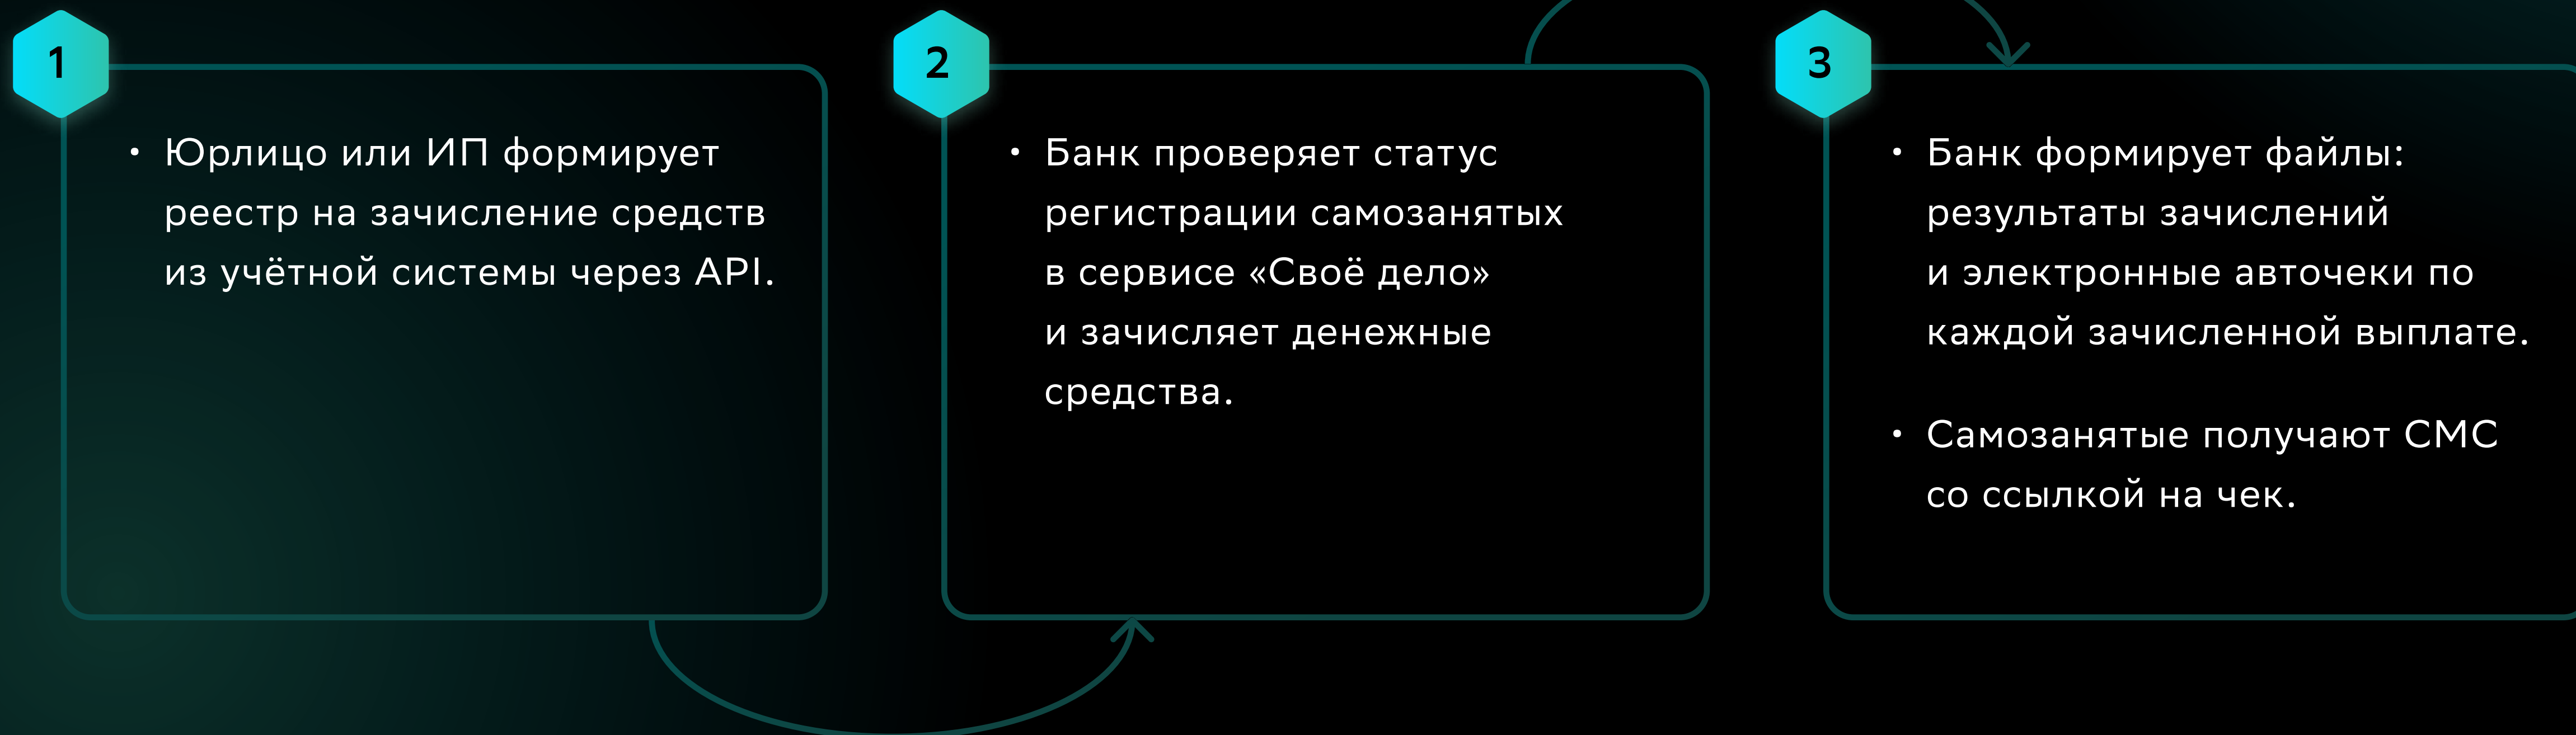 1
• Юрлицо или ИП формирует
реестр на зачисление средств
из учётной системы через API.
2
• Банк проверяет статус
регистрации самозанятых
в сервисе «Своё дело»
и зачисляет денежные
средства.
3
• Банк формирует файлы:
результаты зачислений
и электронные авточеки по
каждой зачисленной выплате.
• Самозанятые получают СМС
со ссылкой на чек.